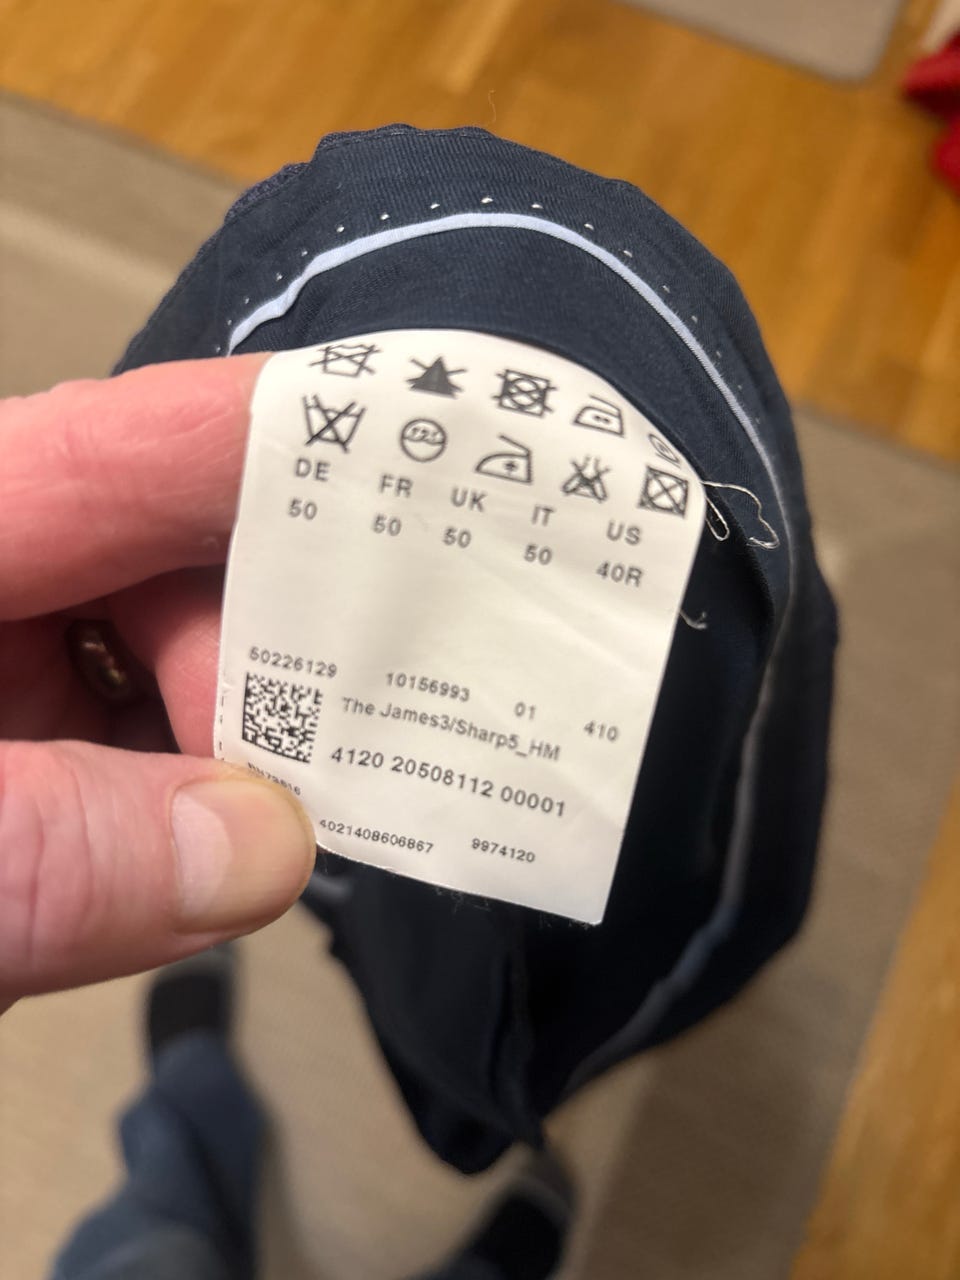 DE FR UK IT US
50 50 50 50 40R
50226129 10156993 01 410
The James3/Sharp5_HM
4120 20508112 00001
4021408606867 9974120